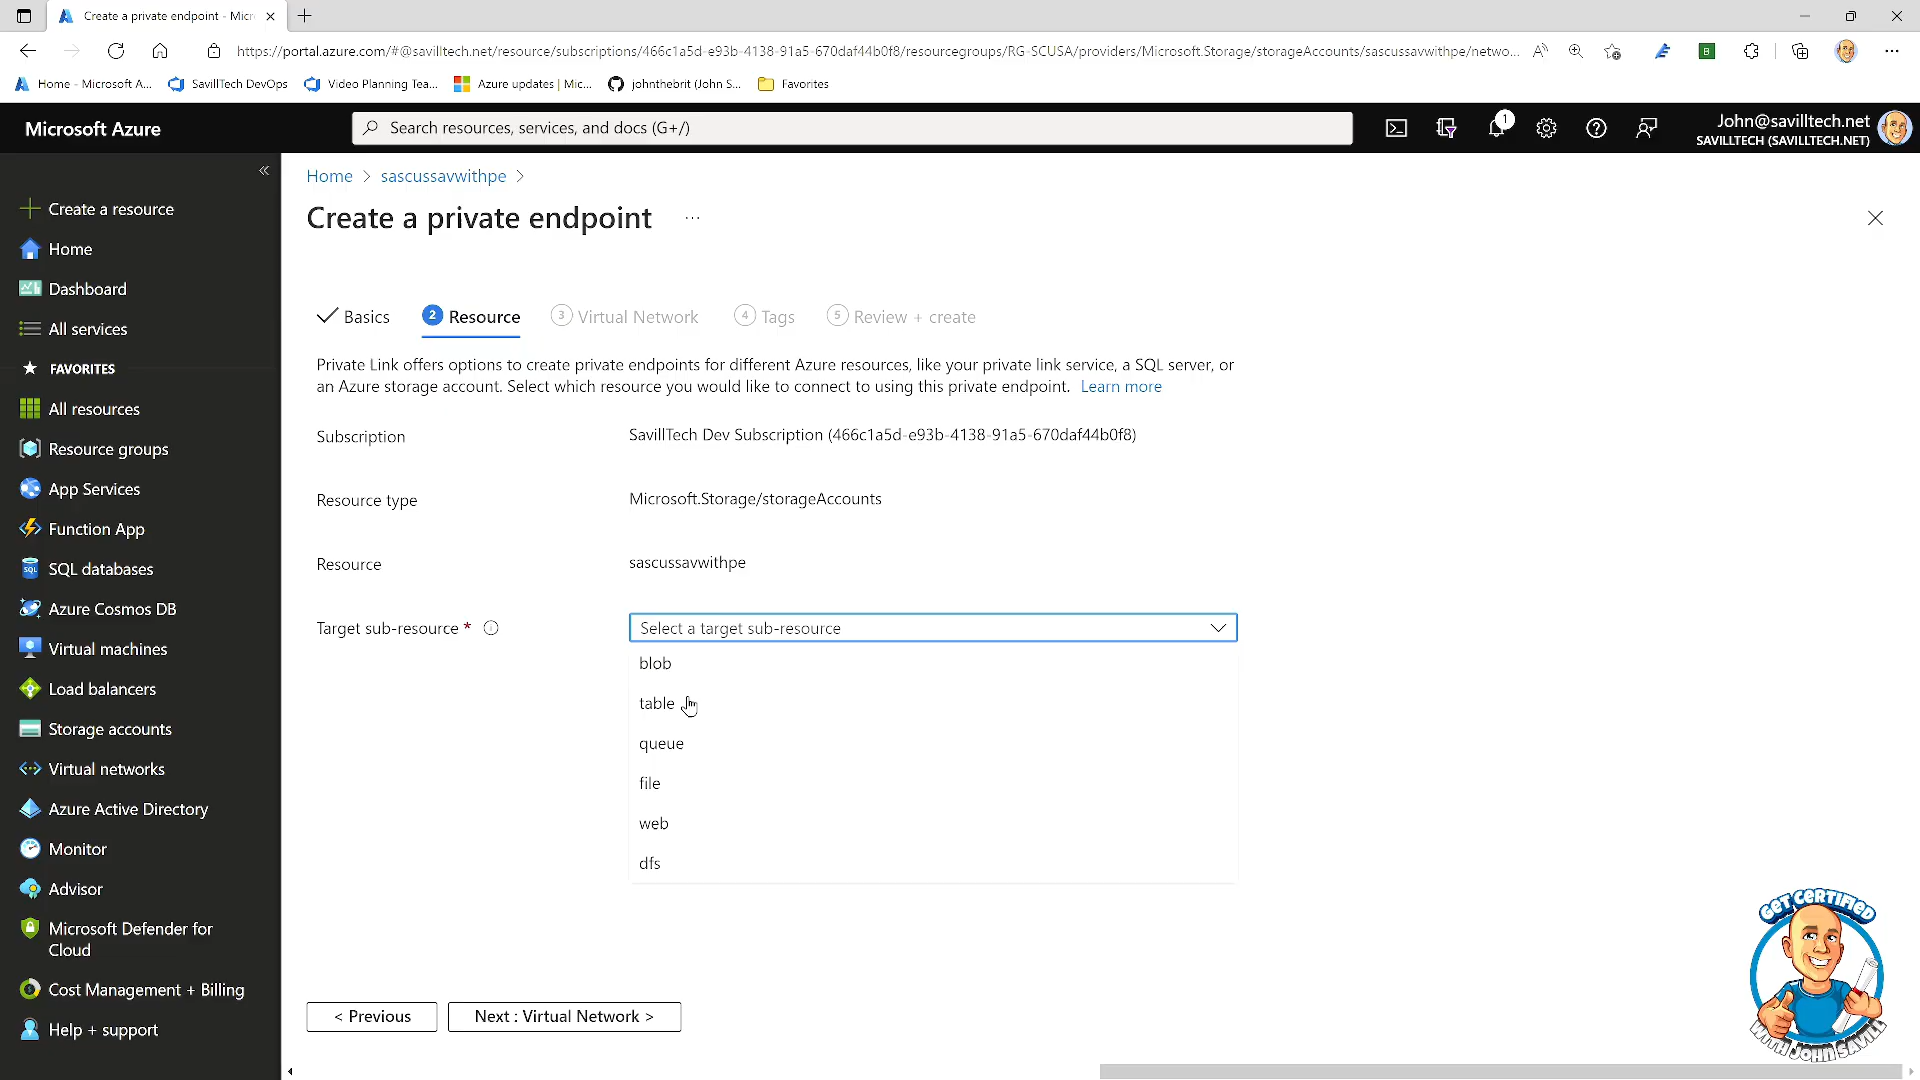 Create a private endpoint - Micr
https://portal.azure.com/#@savilltech.net/resource/subscriptions/466c1a5d-e93b-4138-91a5-670daf44b0f8/resourcegroups/RG-SCUSA/providers/Microsoft.Storage/storageAccounts/sascussavwithpe/netwo...
Home - Microsoft A...
SavillTech DevOps
Video Planning Tea...
Azure updates | Mic...
johnthebrit (John S...
Favorites
Microsoft Azure
Search resources, services, and docs (G+/)
1
John@savilltech.net
SAVILLTECH (SAVILLTECH.NET)
Home > sascussavwithpe >
Create a private endpoint ...
Create a resource
Home
Dashboard
All services
FAVORITES
All resources
Resource groups
App Services
Function App
SQL databases
Azure Cosmos DB
Virtual machines
Load balancers
Storage accounts
Virtual networks
Azure Active Directory
Monitor
Advisor
Microsoft Defender for
Cloud
Cost Management + Billing
Help + support
Basics
2 Resource
3 Virtual Network
4 Tags
5 Review + create
Private Link offers options to create private endpoints for different Azure resources, like your private link service, a SQL server, or
an Azure storage account. Select which resource you would like to connect to using this private endpoint. Learn more
Subscription
SavillTech Dev Subscription (466c1a5d-e93b-4138-91a5-670daf44b0f8)
Resource type
Microsoft.Storage/storageAccounts
Resource
sascussavwithpe
Target sub-resource *
Select a target sub-resource
blob
table
queue
file
web
dfs
< Previous
Next : Virtual Network >
GET CERTIFIED
WITH JOHN SAVILL